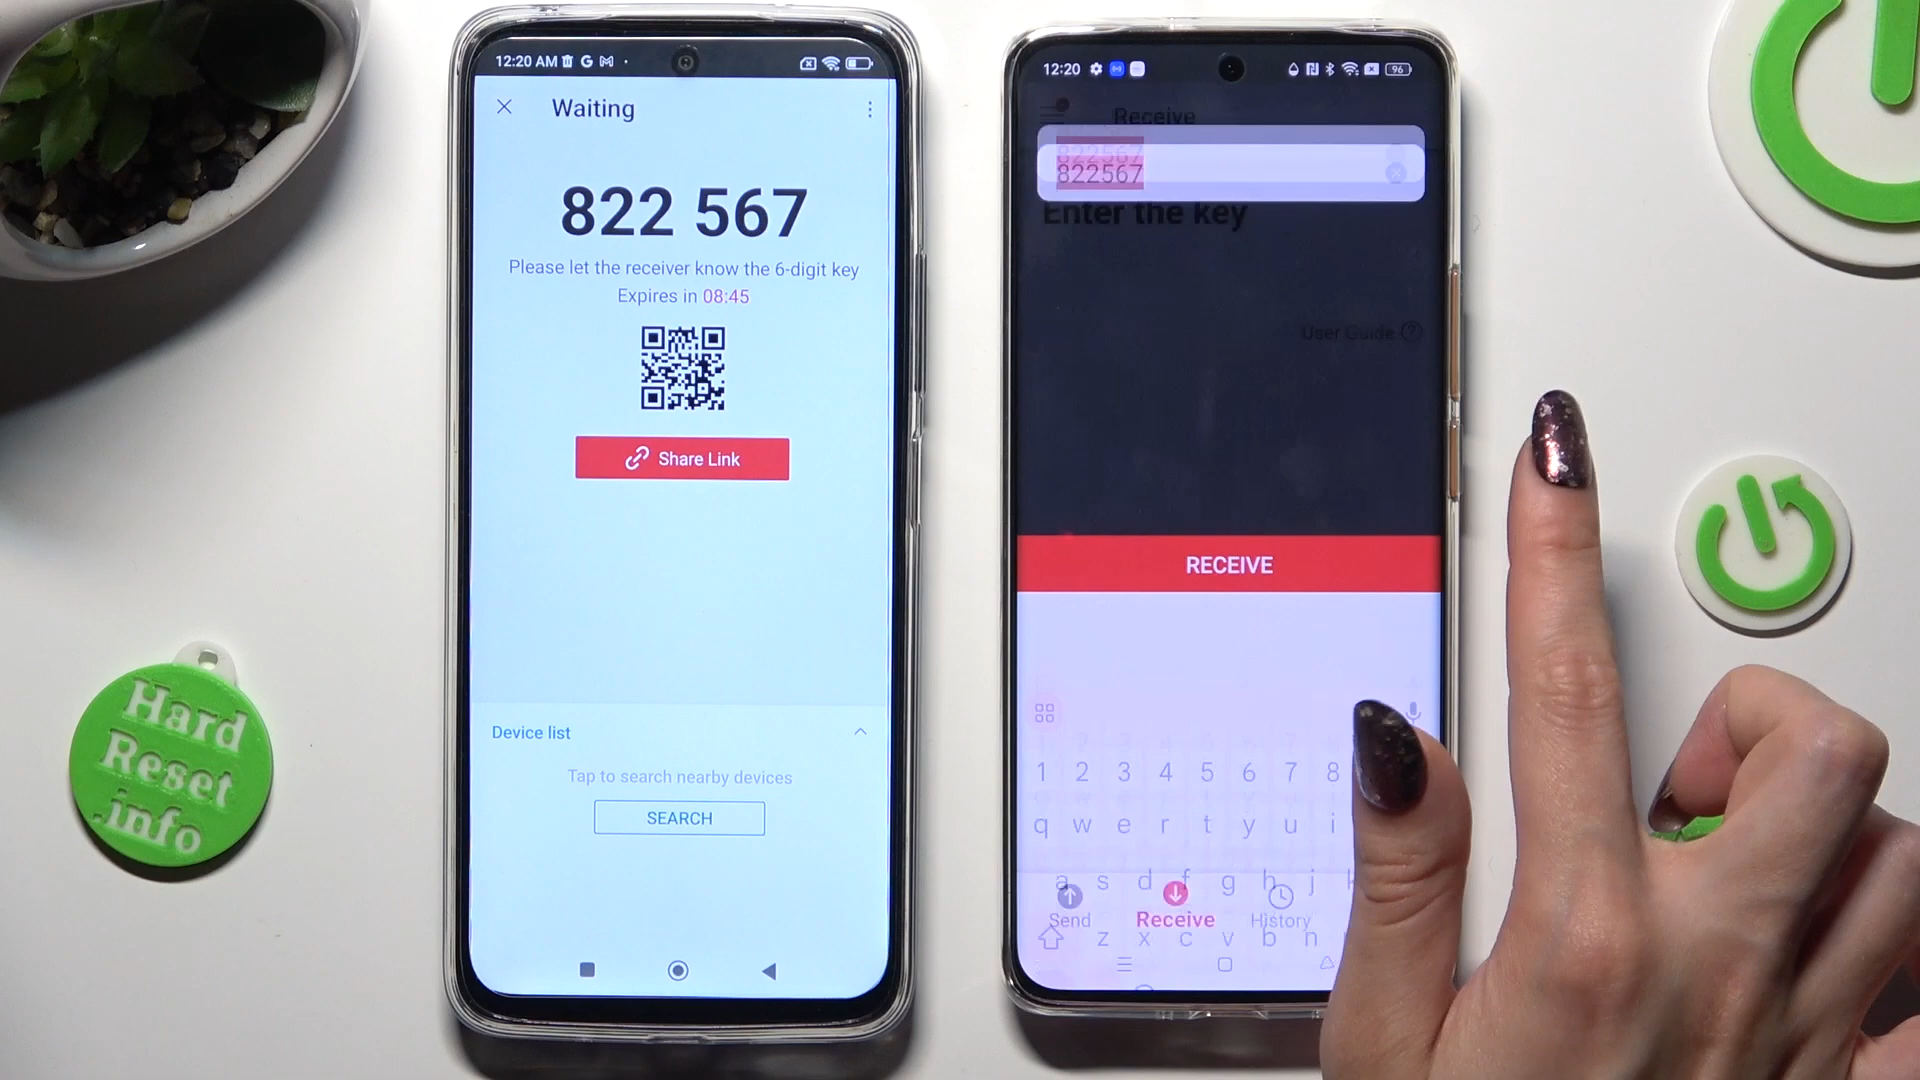 12:20 AM
Waiting
822 567
Please let the receiver know the 6-digit key
Expires in 08:45
Share Link
Device list
Tap to search nearby devices
SEARCH
12:20
96
Receive
822567
822567
Enter the key
User Guide ?
RECEIVE
1 2 3 4 5 6 7 8
q w e r t y u i
a s d f g h j
Send
Receive
History
z x c v b n
Hard
Reset
.info